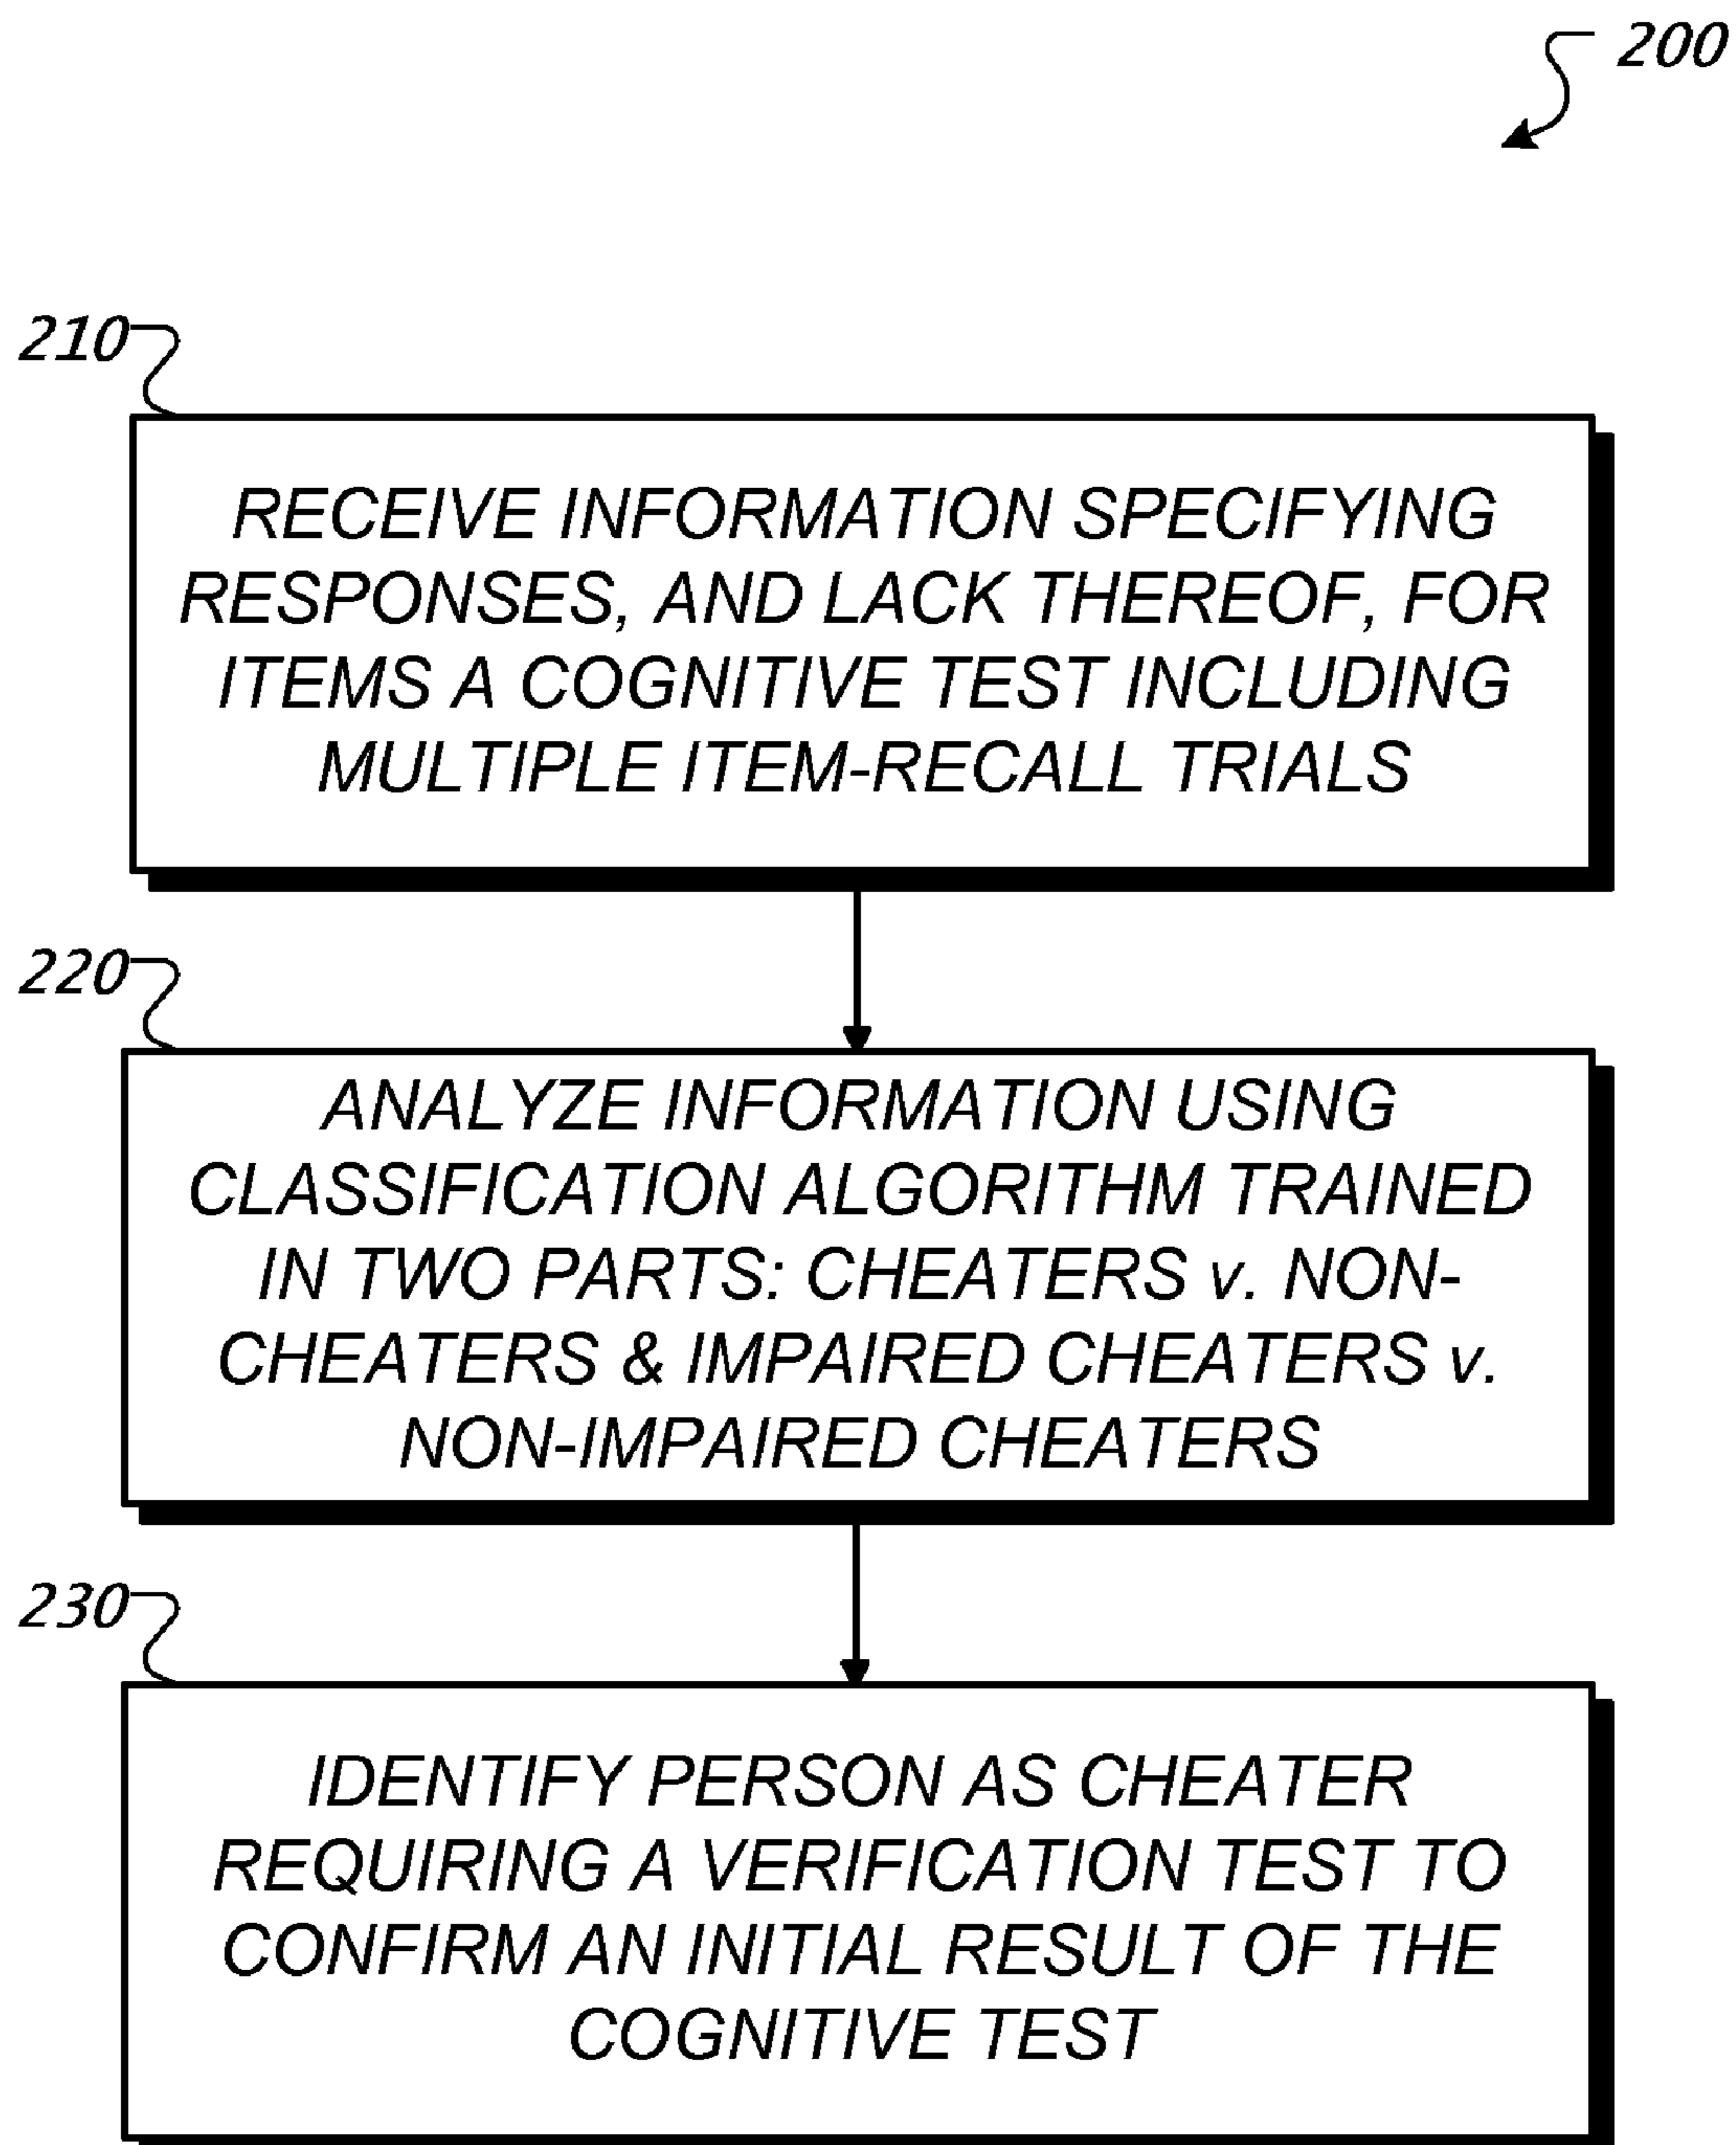 200
210
RECEIVE INFORMATION SPECIFYING
RESPONSES, AND LACK THEREOF, FOR
ITEMS A COGNITIVE TEST INCLUDING
MULTIPLE ITEM-RECALL TRIALS
220
ANALYZE INFORMATION USING
CLASSIFICATION ALGORITHM TRAINED
IN TWO PARTS: CHEATERS v. NON-
CHEATERS & IMPAIRED CHEATERS v.
NON-IMPAIRED CHEATERS
230
IDENTIFY PERSON AS CHEATER
REQUIRING A VERIFICATION TEST TO
CONFIRM AN INITIAL RESULT OF THE
COGNITIVE TEST